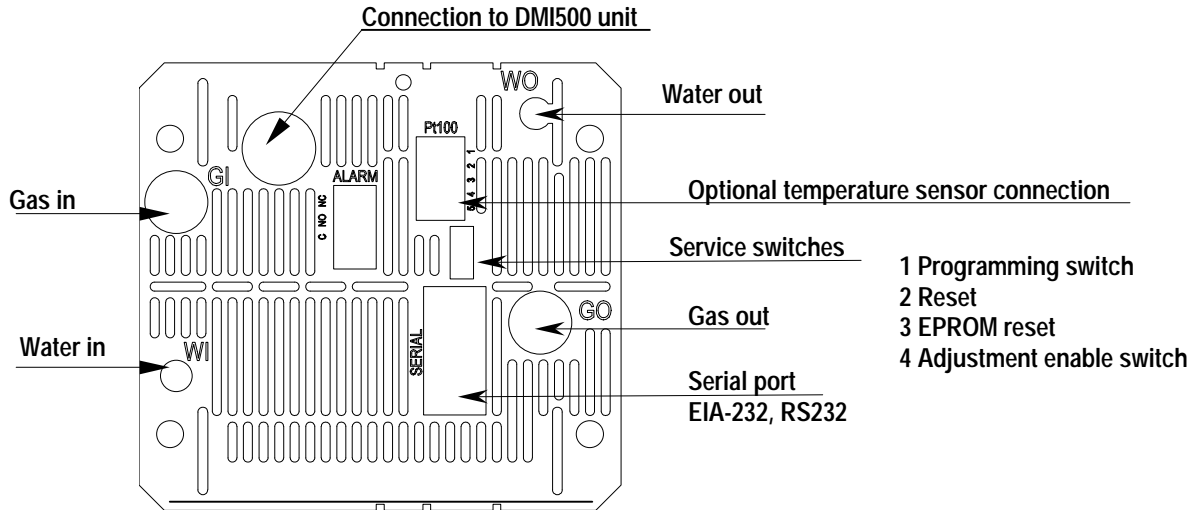 Connection to DMI500 unit
WO
Water out
Pt100
1
2
3
4
5
GI
ALARM
Gas in
C NO NC
Optional temperature sensor connection
Service switches
1 Programming switch
2 Reset
3 EPROM reset
4 Adjustment enable switch
GO
Gas out
Water in
WI
SERIAL
Serial port
EIA-232, RS232